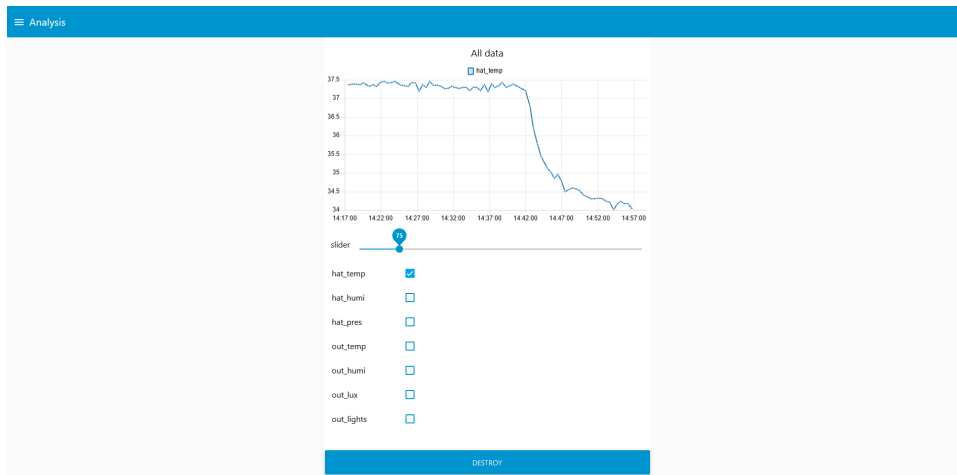 Analysis
All data
hat_temp
37.5
37
36.5
36
35.5
35
34.5
34
14:17:00 14:22:00 14:27:00 14:32:00 14:37:00 14:42:00 14:47:00 14:52:00 14:57:00
75
slider
hat_temp
hat_humi
hat_pres
out_temp
out_humi
out_lux
out_lights
DESTROY